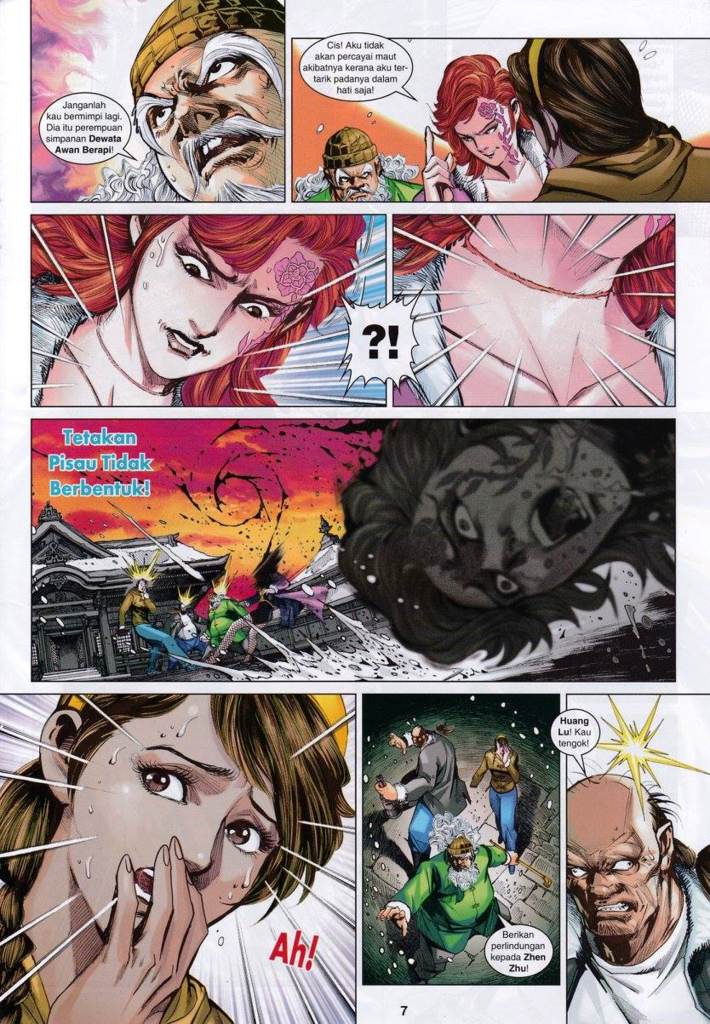 Janganlah
kau bermimpi lagi.
Dia itu perempuan
simpanan Dewata
Awan Berapi!
Cis! Aku tidak
akan percayai maut
akibatnya kerana aku ter-
tarik padanya dalam
hati saja!
?!
Tetakan
Pisau Tidak
Berbentuk!
Ah!
Berikan
perlindungan
kepada Zhen
Zhu!
Huang
Lu! Kau
tengok!
7